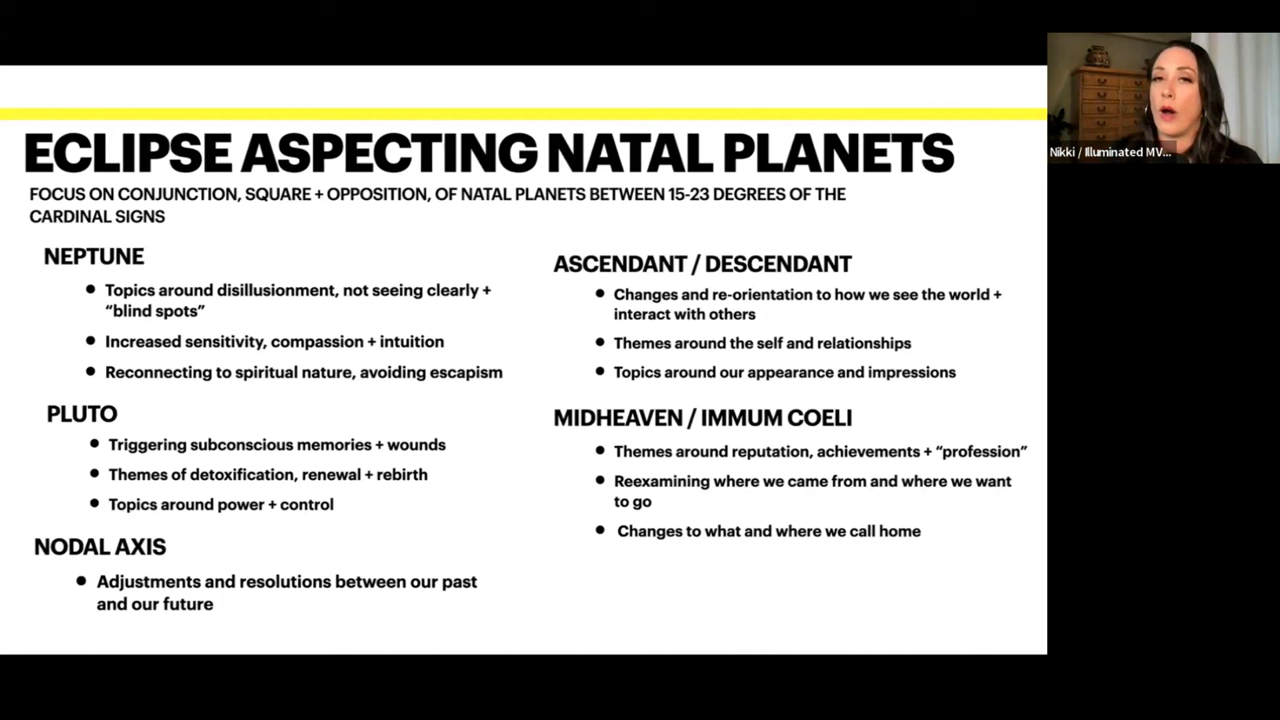 ECLIPSE ASPECTING NATAL PLANETS
FOCUS ON CONJUNCTION, SQUARE + OPPOSITION, OF NATAL PLANETS BETWEEN 15-23 DEGREES OF THE
CARDINAL SIGNS
NEPTUNE
Topics around disillusionment, not seeing clearly +
“blind spots”
Increased sensitivity, compassion + intuition
Reconnecting to spiritual nature, avoiding escapism
PLUTO
Triggering subconscious memories + wounds
Themes of detoxification, renewal + rebirth
Topics around power + control
NODAL AXIS
Adjustments and resolutions between our past
and our future
ASCENDANT / DESCENDANT
Changes and re-orientation to how we see the world +
interact with others
Themes around the self and relationships
Topics around our appearance and impressions
MIDHEAVEN / IMMUM COELI
Themes around reputation, achievements + “profession”
Reexamining where we came from and where we want
to go
Changes to what and where we call home
Nikki / Illuminated MV...